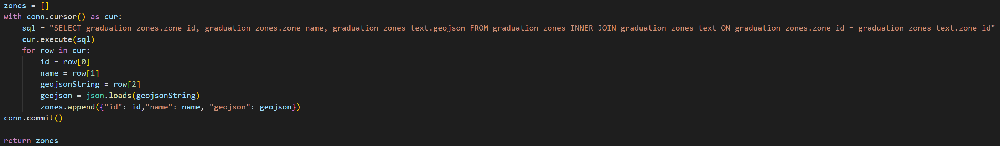 zones = []
with conn.cursor() as cur:
    sql = "SELECT graduation_zones.zone_id, graduation_zones.zone_name, graduation_zones_text.geojson FROM graduation_zones INNER JOIN graduation_zones_text ON graduation_zones.zone_id = graduation_zones_text.zone_id"
    cur.execute(sql)
    for row in cur:
        id = row[0]
        name = row[1]
        geojsonString = row[2]
        geojson = json.loads(geojsonString)
        zones.append({"id": id,"name": name, "geojson": geojson})
conn.commit()

return zones